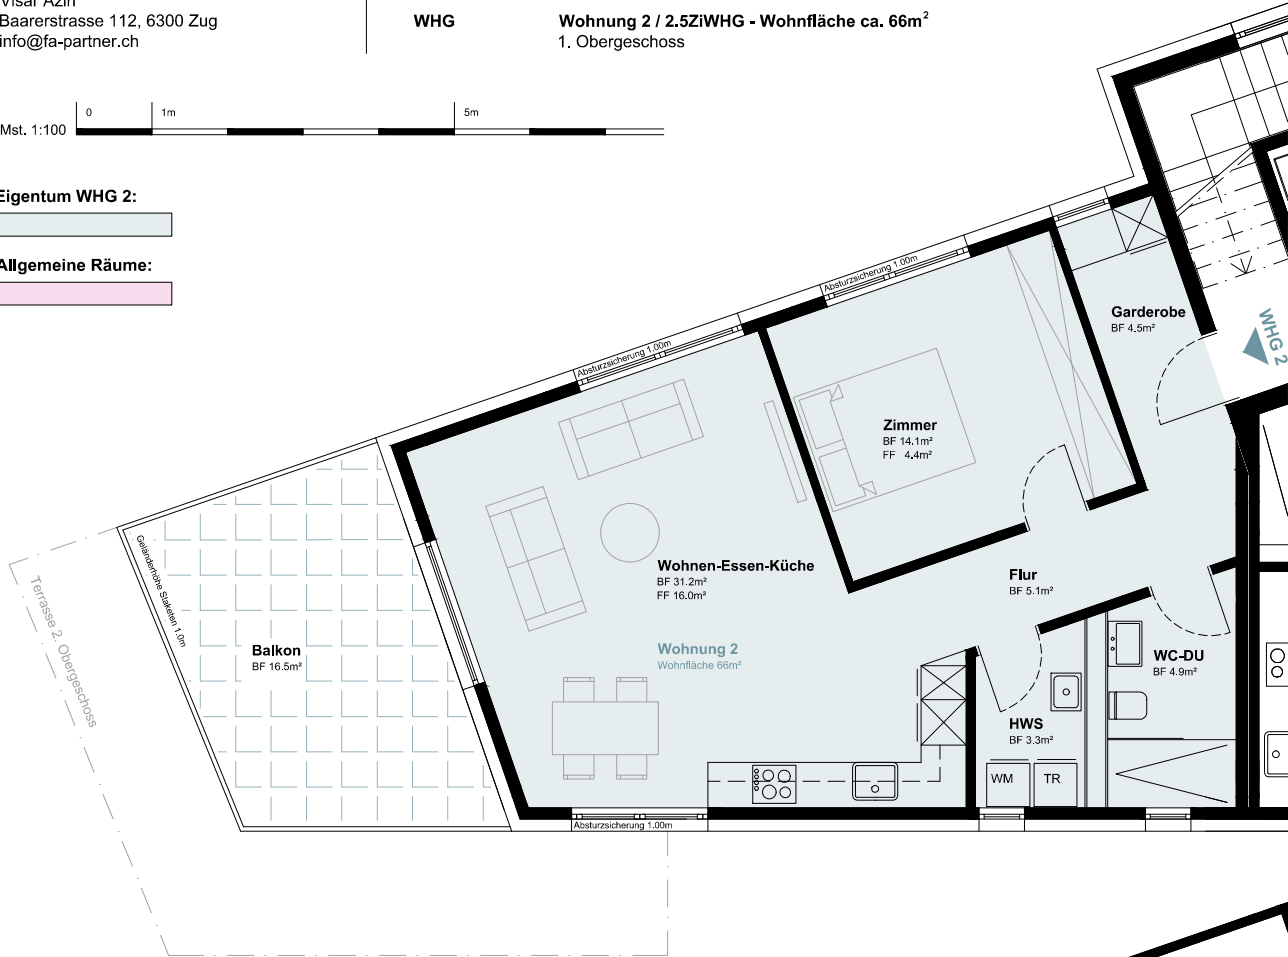 Baarerstrasse 112, 6300 Zug
info@fa-partner.ch
WHG
Wohnung 2 / 2.5ZiWHG - Wohnfläche ca. 66m²
1. Obergeschoss
0
1m
5m
Mst. 1:100
Eigentum WHG 2:
Allgemeine Räume:
Absturzsicherung 1.00m
Absturzsicherung 1.00m
Garderobe
BF 4.5m²
WHG 2
Zimmer
BF 14.1m²
FF 4.4m²
Wohnen-Essen-Küche
BF 31.2m²
FF 16.0m²
Flur
BF 5.1m²
Geländerhöhe Staketen 1.0m
Terrasse 2. Obergeschoss
Balkon
BF 16.5m²
Wohnung 2
Wohnfläche 66m²
WC-DU
BF 4.9m²
HWS
BF 3.3m²
WM
TR
Absturzsicherung 1.00m